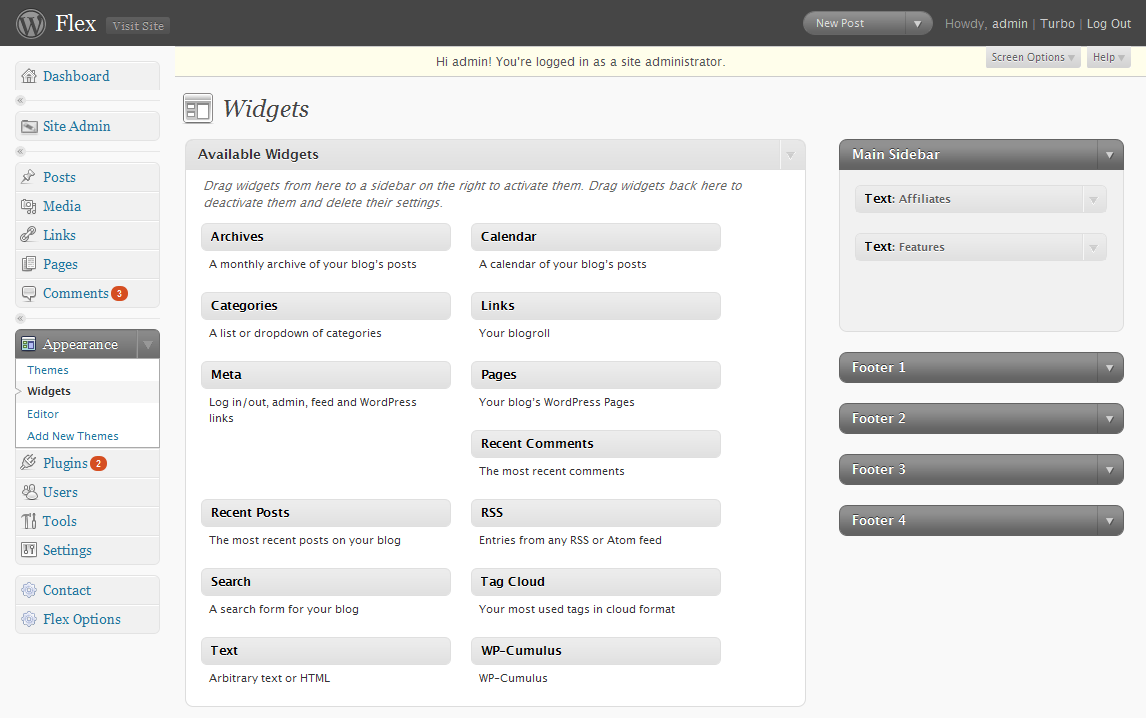 Flex Visit Site
New Post
Howdy, admin | Turbo | Log Out
Hi admin! You're logged in as a site administrator.
Screen Options
Help
Dashboard
Site Admin
Posts
Media
Links
Pages
Comments 3
Appearance
Themes
Widgets
Editor
Add New Themes
Plugins 2
Users
Tools
Settings
Contact
Flex Options
Widgets
Available Widgets
Drag widgets from here to a sidebar on the right to activate them. Drag widgets back here to
deactivate them and delete their settings.
Archives
A monthly archive of your blog's posts
Calendar
A calendar of your blog's posts
Categories
A list or dropdown of categories
Links
Your blogroll
Meta
Log in/out, admin, feed and WordPress
links
Pages
Your blog's WordPress Pages
Recent Comments
The most recent comments
Recent Posts
The most recent posts on your blog
RSS
Entries from any RSS or Atom feed
Search
A search form for your blog
Tag Cloud
Your most used tags in cloud format
Text
Arbitrary text or HTML
WP-Cumulus
WP-Cumulus
Main Sidebar
Text: Affiliates
Text: Features
Footer 1
Footer 2
Footer 3
Footer 4